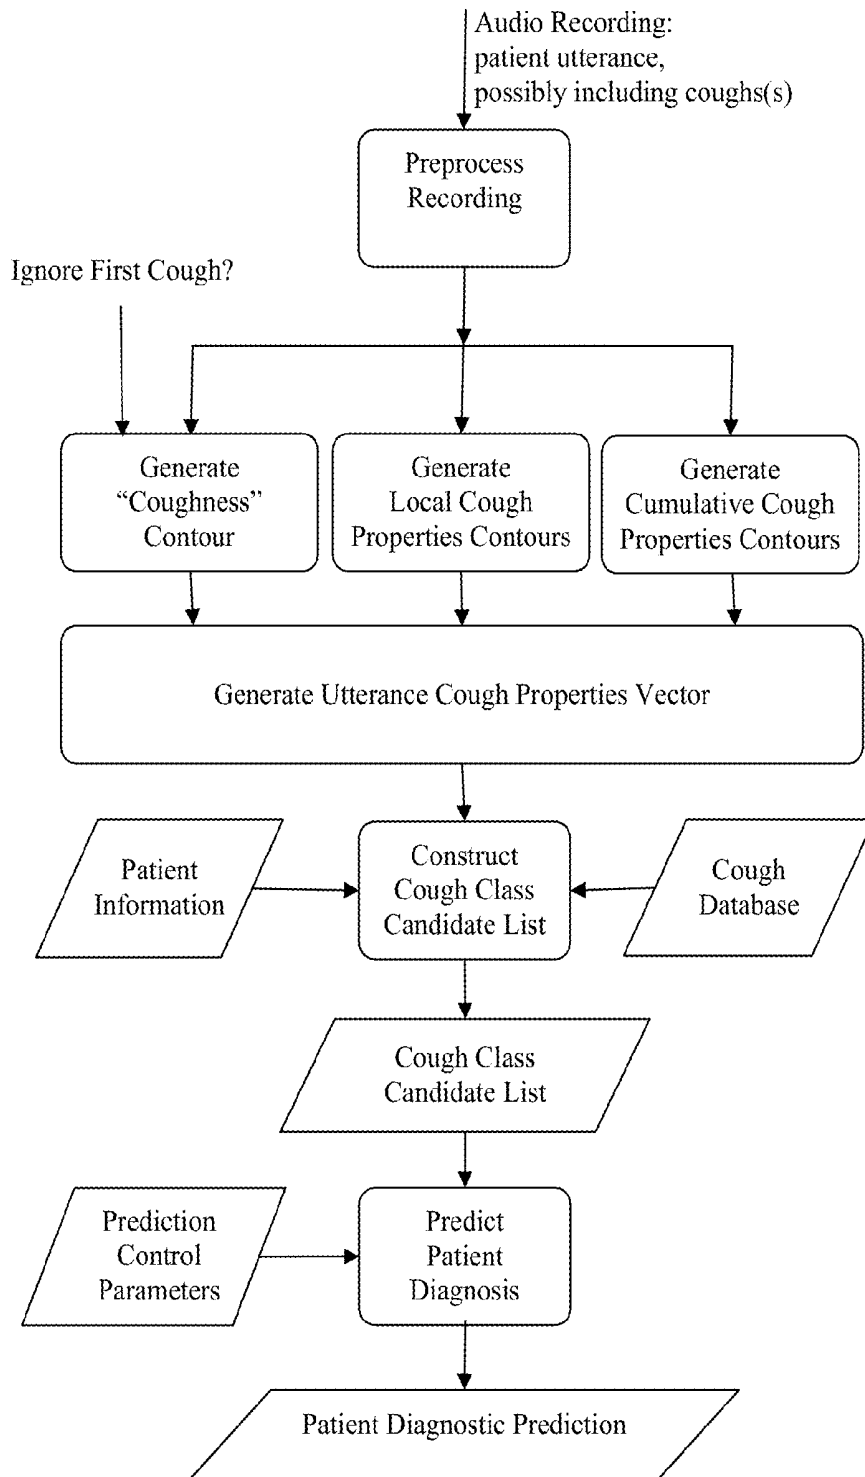 Audio Recording:
patient utterance,
possibly including coughs(s)
Preprocess
Recording
Ignore First Cough?
Generate
“Coughness”
Contour
Generate
Local Cough
Properties Contours
Generate
Cumulative Cough
Properties Contours
Generate Utterance Cough Properties Vector
Patient
Information
Construct
Cough Class
Candidate List
Cough
Database
Cough Class
Candidate List
Prediction
Control
Parameters
Predict
Patient
Diagnosis
Patient Diagnostic Prediction